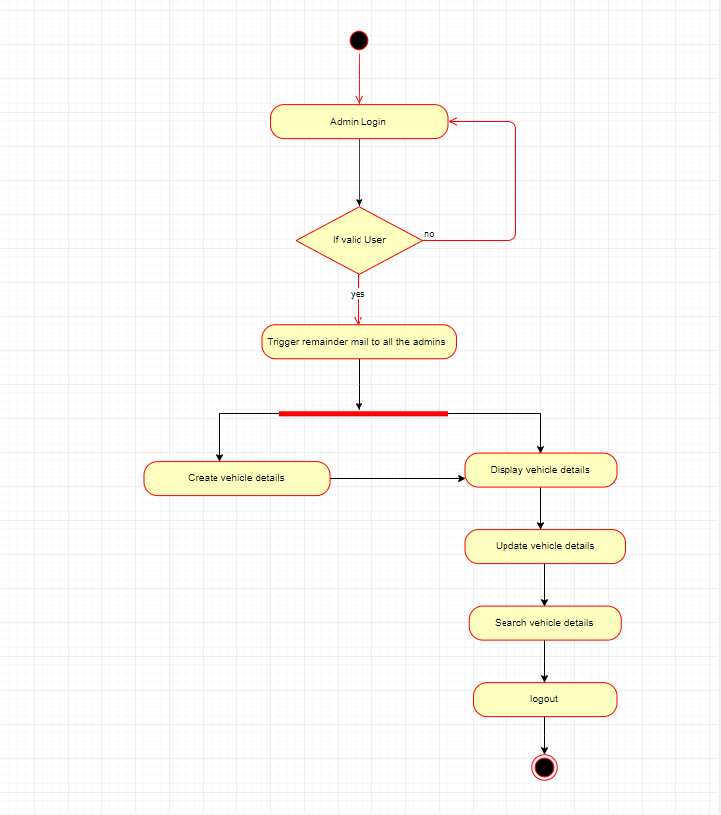 Admin Login
If valid User
no
yes
Trigger remainder mail to all the admins
Create vehicle details
Display vehicle details
Update vehicle details
Search vehicle details
logout